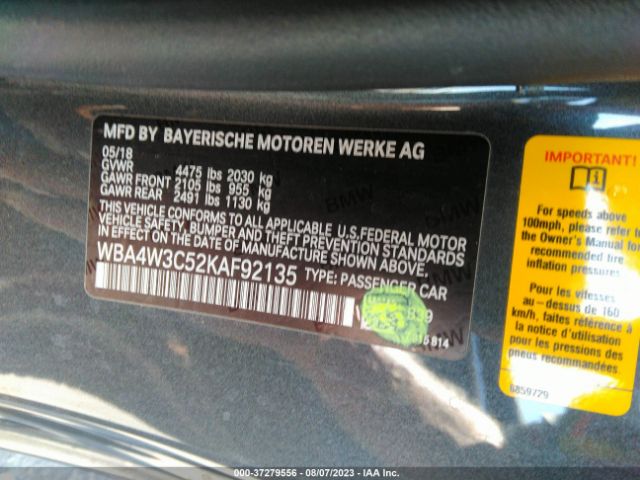 MFD BY BAYERISCHE MOTOREN WERKE AG
05/18
GVWR 4475 lbs 2030 kg
GAWR FRONT 2105 lbs 955 kg
GAWR REAR 2491 lbs 1130 kg
THIS VEHICLE CONFORMS TO ALL APPLICABLE U.S.FEDERAL MOTOR
VEHICLE SAFETY, BUMPER AND THEFT PREVENTION STANDARDS
IN EFFECT ON THE DATE OF MANUFACTURE SHOWN ABOVE.
WBA4W3C52KAF92135 TYPE: PASSENGER CAR
BMW
BMW
BMW
IMPORTANT!
For speeds above
100mph, please refer to
the Owner's Manual for
recommended tire
inflation pressures
Pour les vitesses
au-dessus de 160
km/h, faites référence à
la notice d'utilisation
pour les pressions des
pneumatiques.
6859729
000-37279556 - 08/07/2023 - IAA Inc.